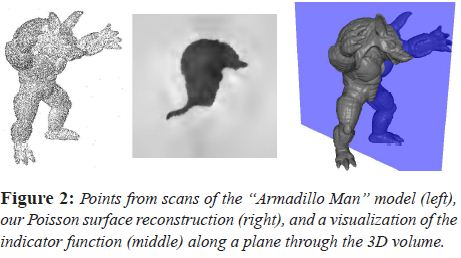 Figure 2: Points from scans of the “Armadillo Man” model (left),
our Poisson surface reconstruction (right), and a visualization of the
indicator function (middle) along a plane through the 3D volume.